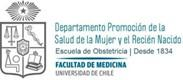 Departamento Promoción de la
Salud de la Mujer y el Recién Nacido
Escuela de Obstetricia | Desde 1834
FACULTAD DE MEDICINA
UNIVERSIDAD DE CHILE